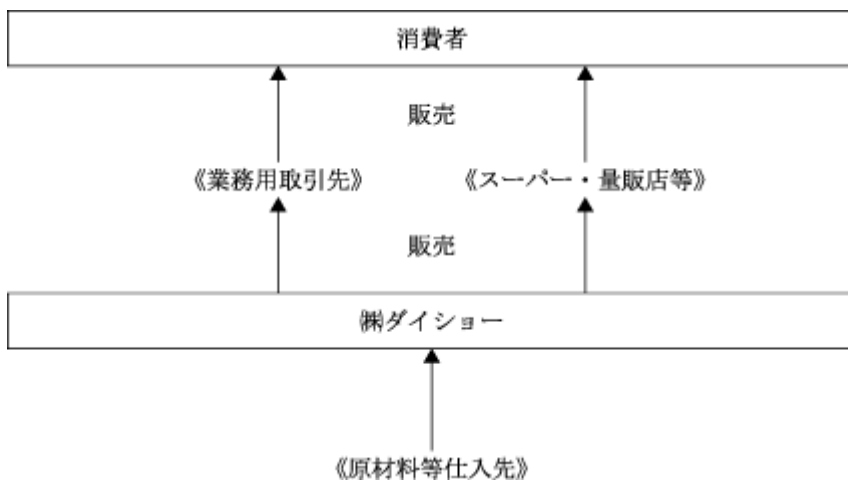 消費者
販売
《業務用取引先》
《スーパー・量販店等》
販売
㈱ダイショー
《原材料等仕入先》